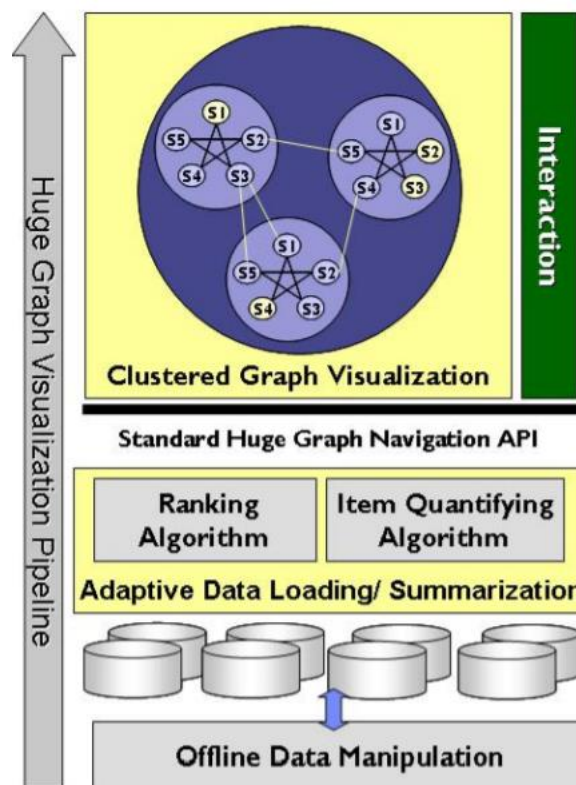 Huge Graph Visualization Pipeline
S1
S5
S2
S4
S3
S1
S5
S2
S4
S3
S1
S5
S2
S4
S3
Clustered Graph Visualization
Interaction
Standard Huge Graph Navigation API
Ranking
Algorithm
Item Quantifying
Algorithm
Adaptive Data Loading/ Summarization
Offline Data Manipulation